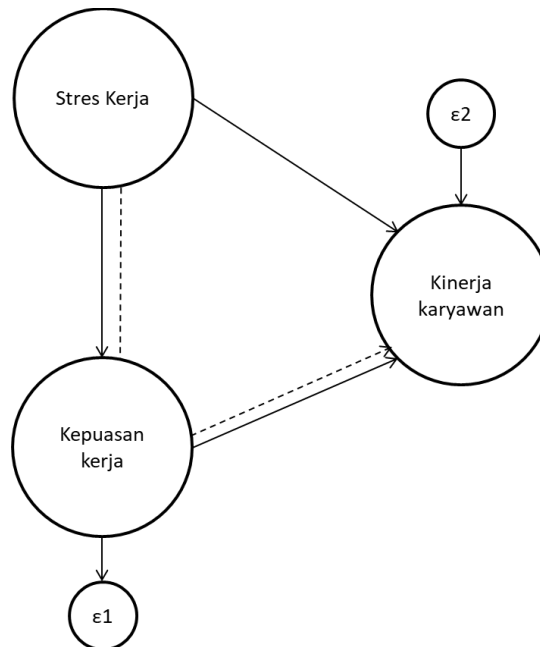 Stres Kerja
ε2
Kinerja
karyawan
Kepuasan
kerja
ε1